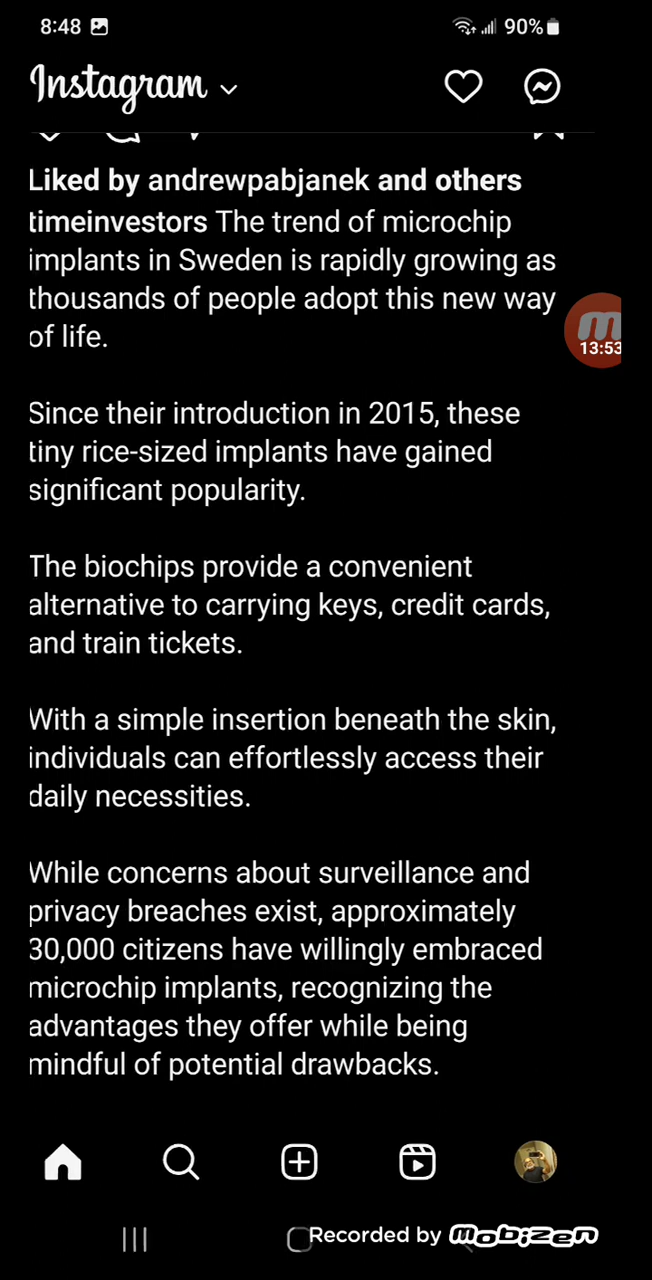 8:48 90%
Instagram
Liked by andrewpabjanek and others
timeinvestors The trend of microchip
implants in Sweden is rapidly growing as
thousands of people adopt this new way
of life.
13:53
Since their introduction in 2015, these
tiny rice-sized implants have gained
significant popularity.
The biochips provide a convenient
alternative to carrying keys, credit cards,
and train tickets.
With a simple insertion beneath the skin,
individuals can effortlessly access their
daily necessities.
While concerns about surveillance and
privacy breaches exist, approximately
30,000 citizens have willingly embraced
microchip implants, recognizing the
advantages they offer while being
mindful of potential drawbacks.
Recorded by Mobizen